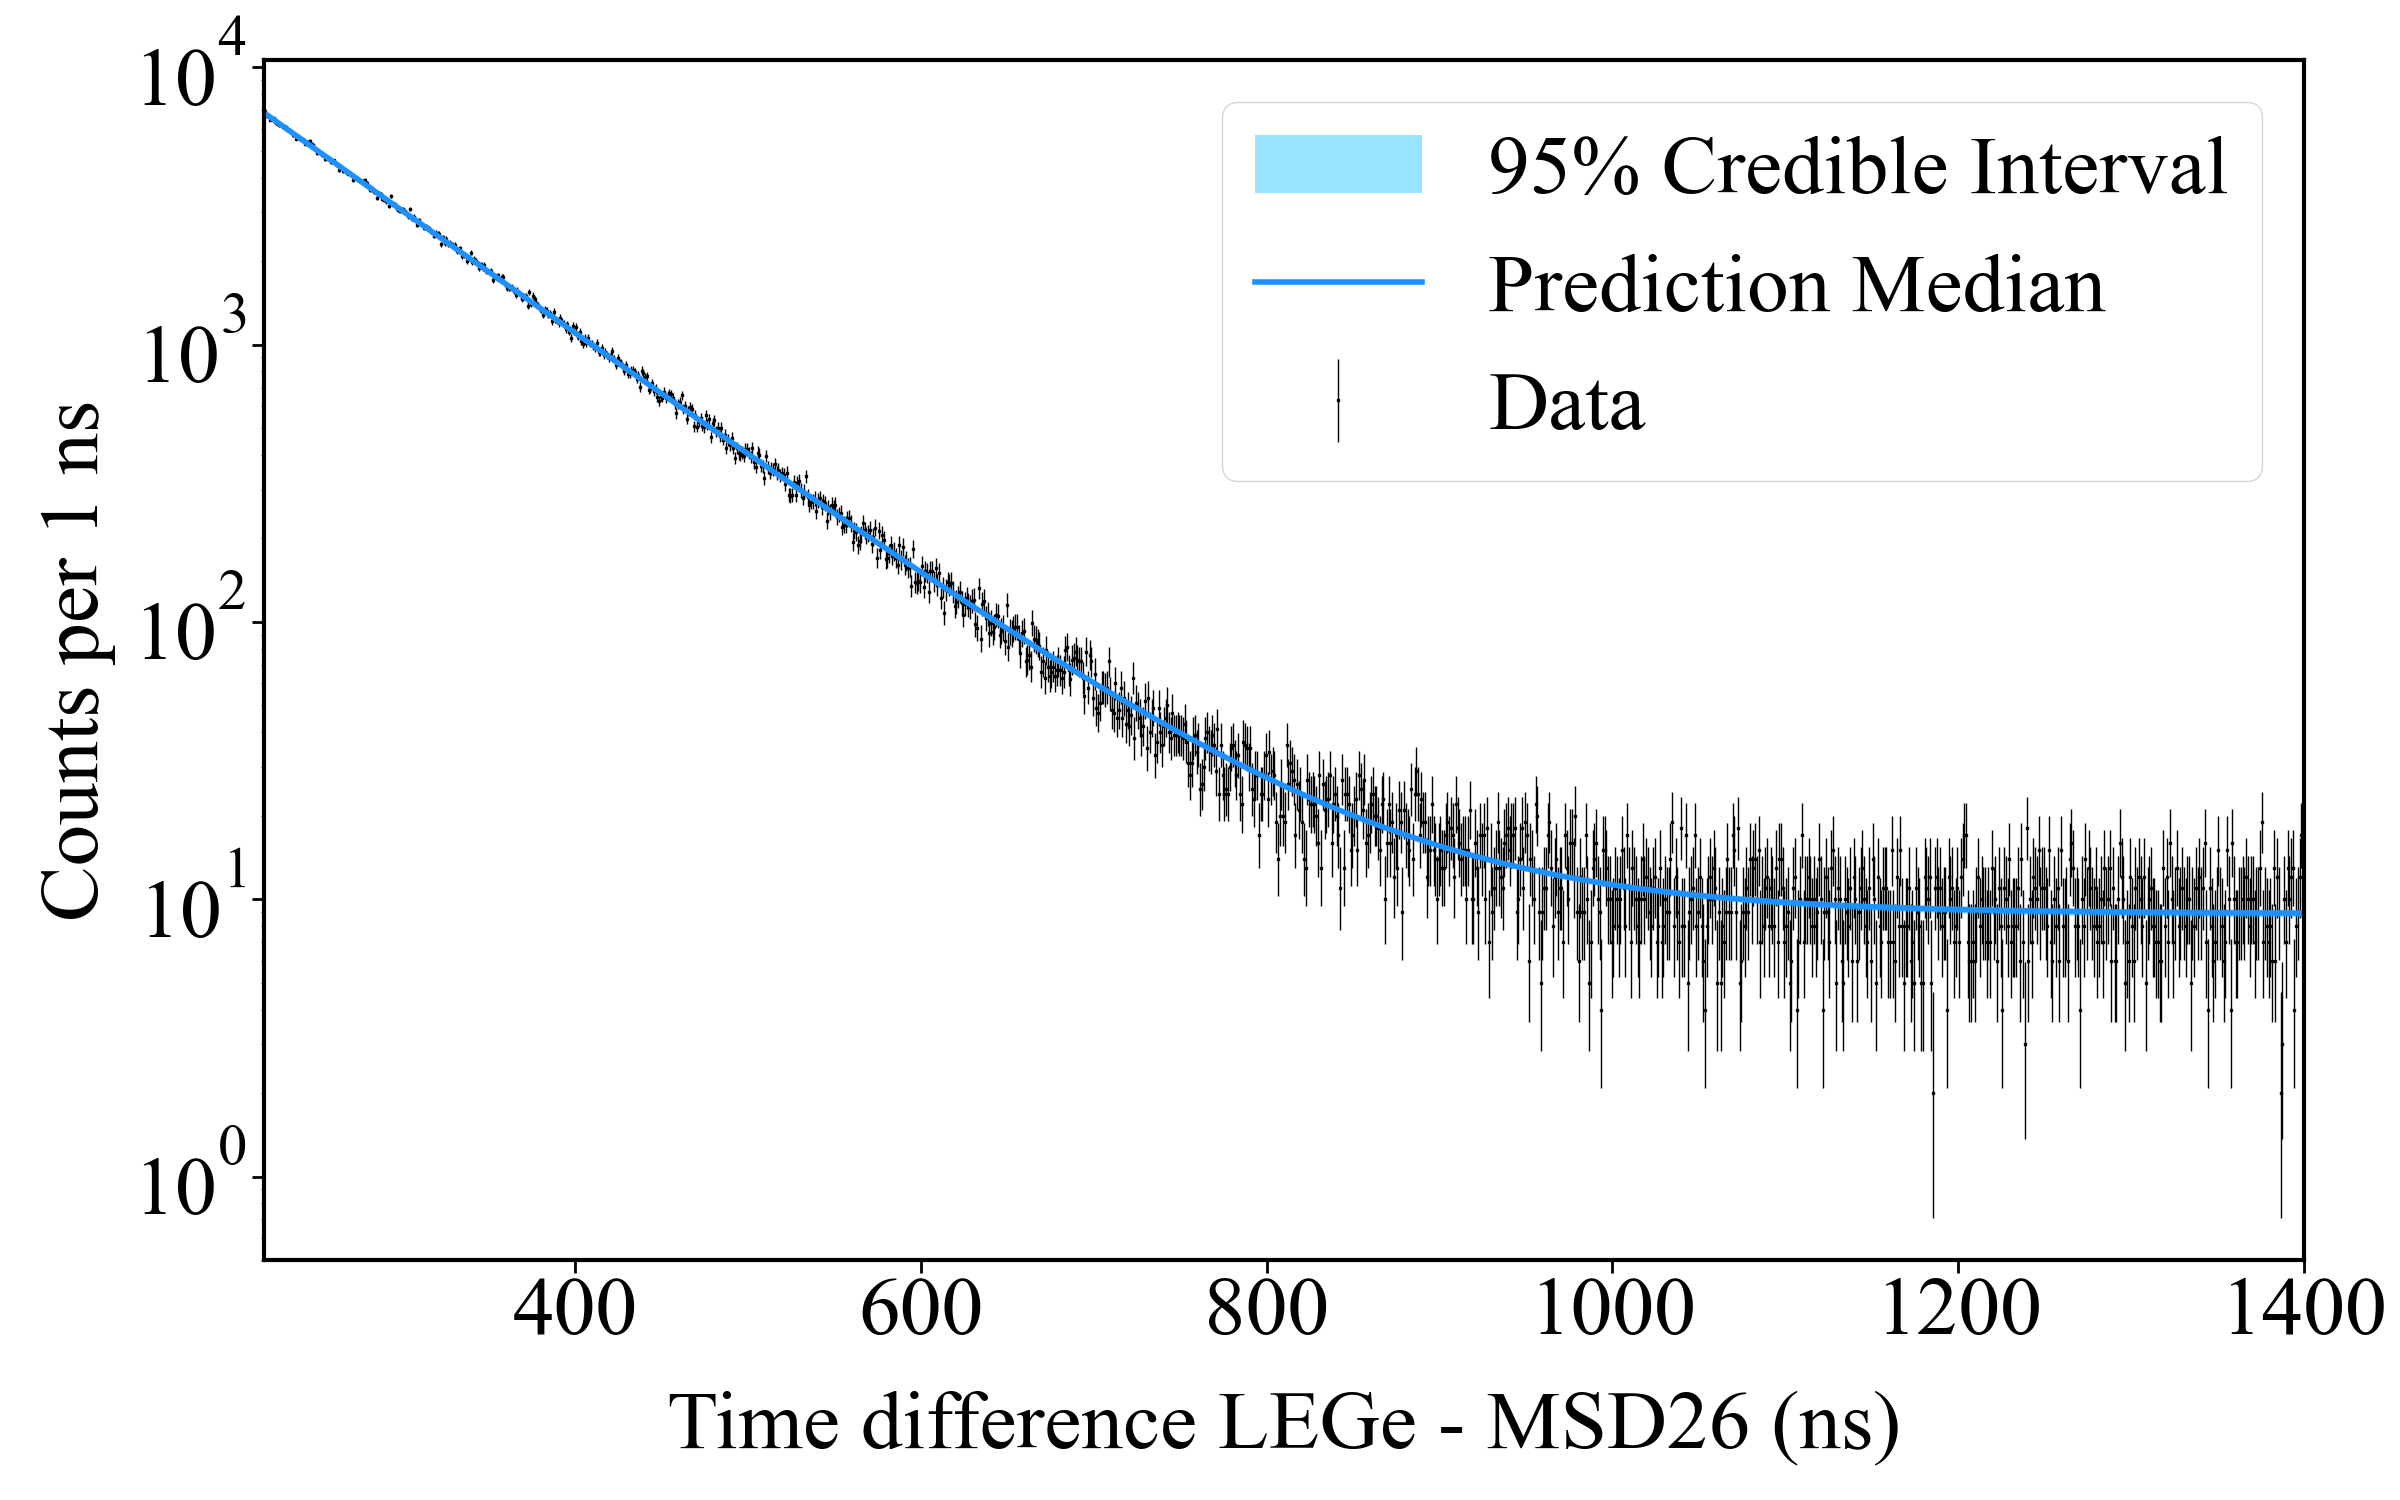 10^4
10^3
10^2
10^1
10^0
Counts per 1 ns
95% Credible Interval
Prediction Median
Data
400 600 800 1000 1200 1400
Time difference LEGe - MSD26 (ns)